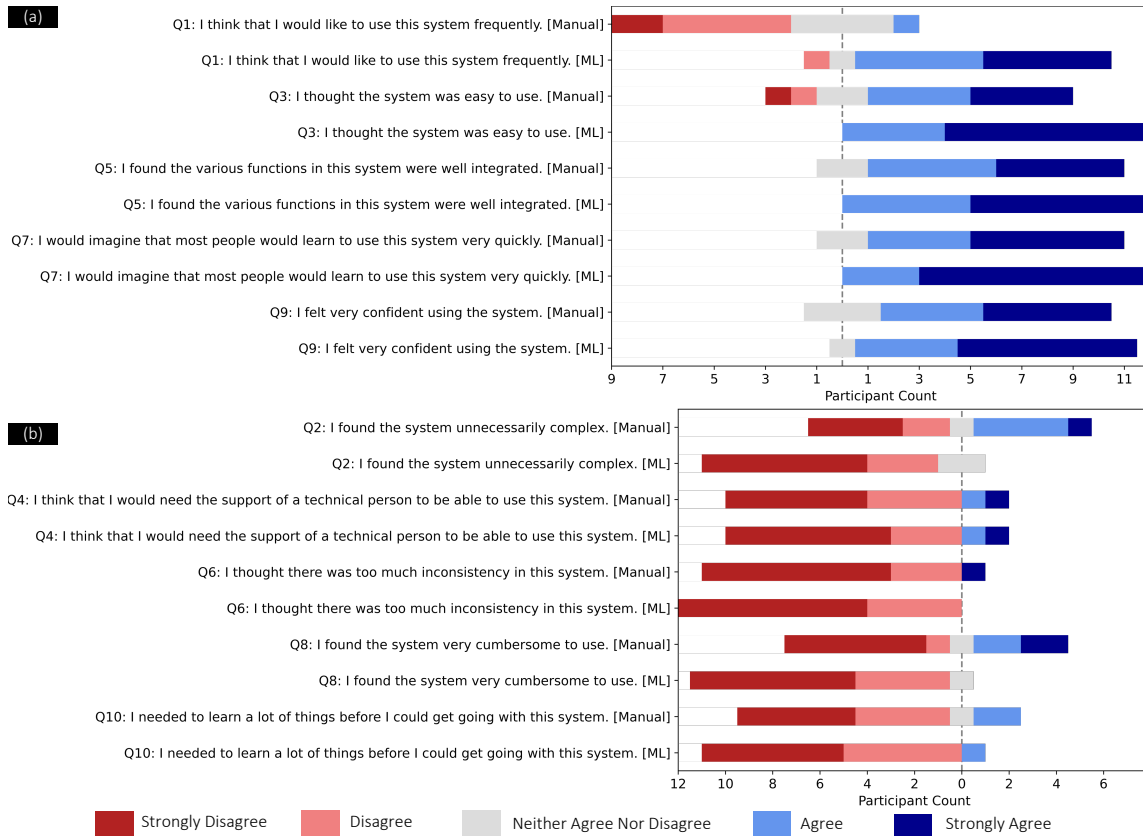 (a)
Q1: I think that I would like to use this system frequently. [Manual]
Q1: I think that I would like to use this system frequently. [ML]
Q3: I thought the system was easy to use. [Manual]
Q3: I thought the system was easy to use. [ML]
Q5: I found the various functions in this system were well integrated. [Manual]
Q5: I found the various functions in this system were well integrated. [ML]
Q7: I would imagine that most people would learn to use this system very quickly. [Manual]
Q7: I would imagine that most people would learn to use this system very quickly. [ML]
Q9: I felt very confident using the system. [Manual]
Q9: I felt very confident using the system. [ML]
9 7 5 3 1 1 3 5 7 9 11
Participant Count
(b)
Q2: I found the system unnecessarily complex. [Manual]
Q2: I found the system unnecessarily complex. [ML]
Q4: I think that I would need the support of a technical person to be able to use this system. [Manual]
Q4: I think that I would need the support of a technical person to be able to use this system. [ML]
Q6: I thought there was too much inconsistency in this system. [Manual]
Q6: I thought there was too much inconsistency in this system. [ML]
Q8: I found the system very cumbersome to use. [Manual]
Q8: I found the system very cumbersome to use. [ML]
Q10: I needed to learn a lot of things before I could get going with this system. [Manual]
Q10: I needed to learn a lot of things before I could get going with this system. [ML]
12 10 8 6 4 2 0 2 4 6
Participant Count
Strongly Disagree Disagree Neither Agree Nor Disagree Agree Strongly Agree